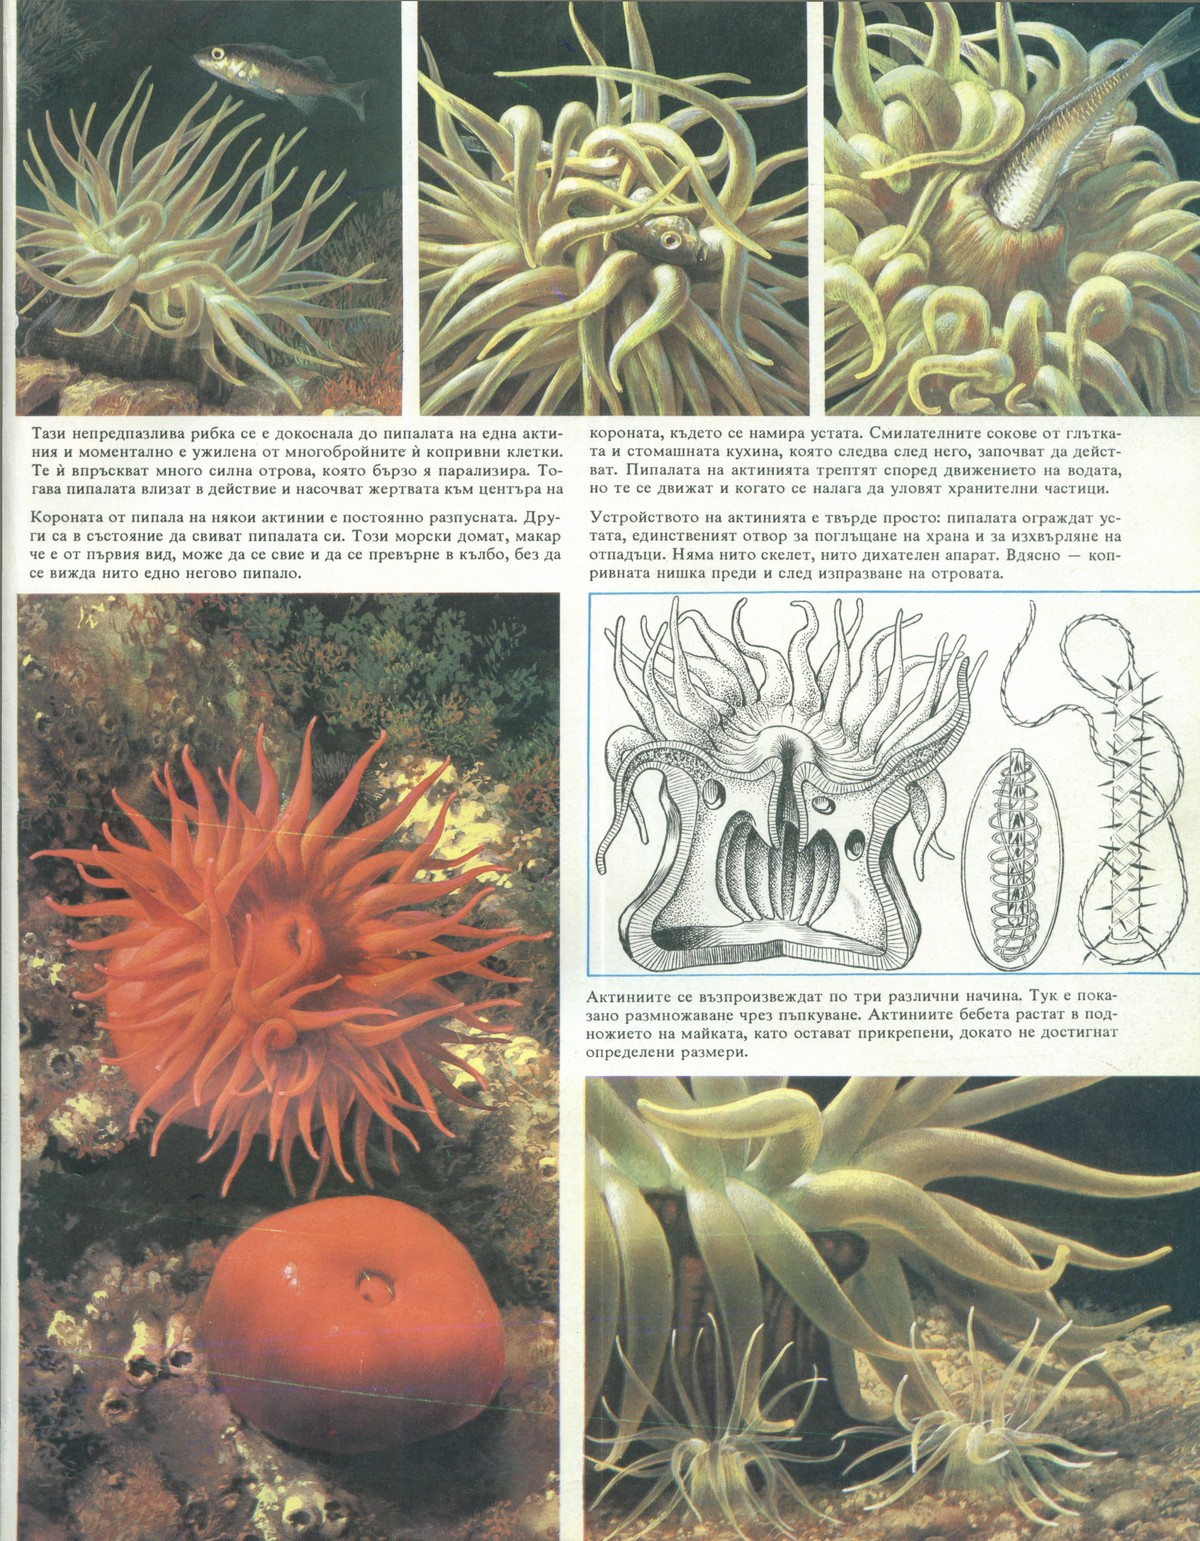 Тази непредпазлива рибка се е докоснала до пипалата на една акти-
ния и моментално е ужилена от многобройните ѝ копривни клетки.
Те ѝ впръскват много силна отрова, която бързо я парализира. То-
гава пипалата влизат в действие и насочват жертвата към центъра на
короната, където се намира устата. Смилателните сокове от глътка-
та и стомашната кухина, която следва след него, започват да дейст-
ват. Пипалата на актинията трептят според движението на водата,
но те се движат и когато се налага да уловят хранителни частици.
Короната от пипала на някои актинии е постоянно разпусната. Дру-
ги са в състояние да свиват пипалата си. Този морски домат, макар
че е от първия вид, може да се свие и да се превърне в кълбо, без да
се вижда нито едно негово пипало.
Устройството на актинията е твърде просто: пипалата ограждат ус-
тата, единственият отвор за поглъщане на храна и за изхвърляне на
отпадъци. Няма нито скелет, нито дихателен апарат. Вдясно — коп-
ривната нишка преди и след изпразване на отровата.
Актиниите се възпроизвеждат по три различни начина. Тук е пока-
зано размножаване чрез пъпкуване. Актиниите бебета растат в под-
ножието на майката, като остават прикрепени, докато не достигнат
определени размери.